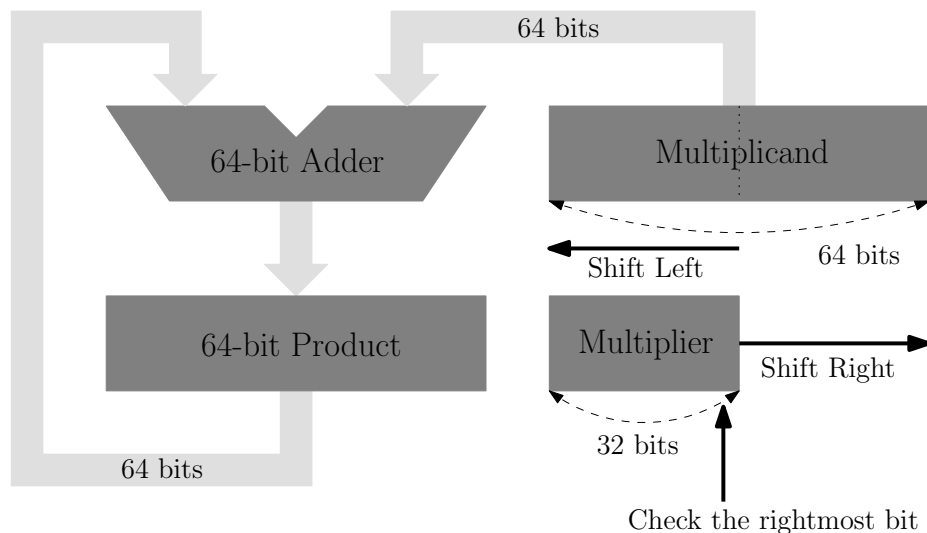 64 bits
64-bit Adder
Multiplicand
64 bits
Shift Left
64-bit Product
Multiplier
Shift Right
32 bits
64 bits
Check the rightmost bit